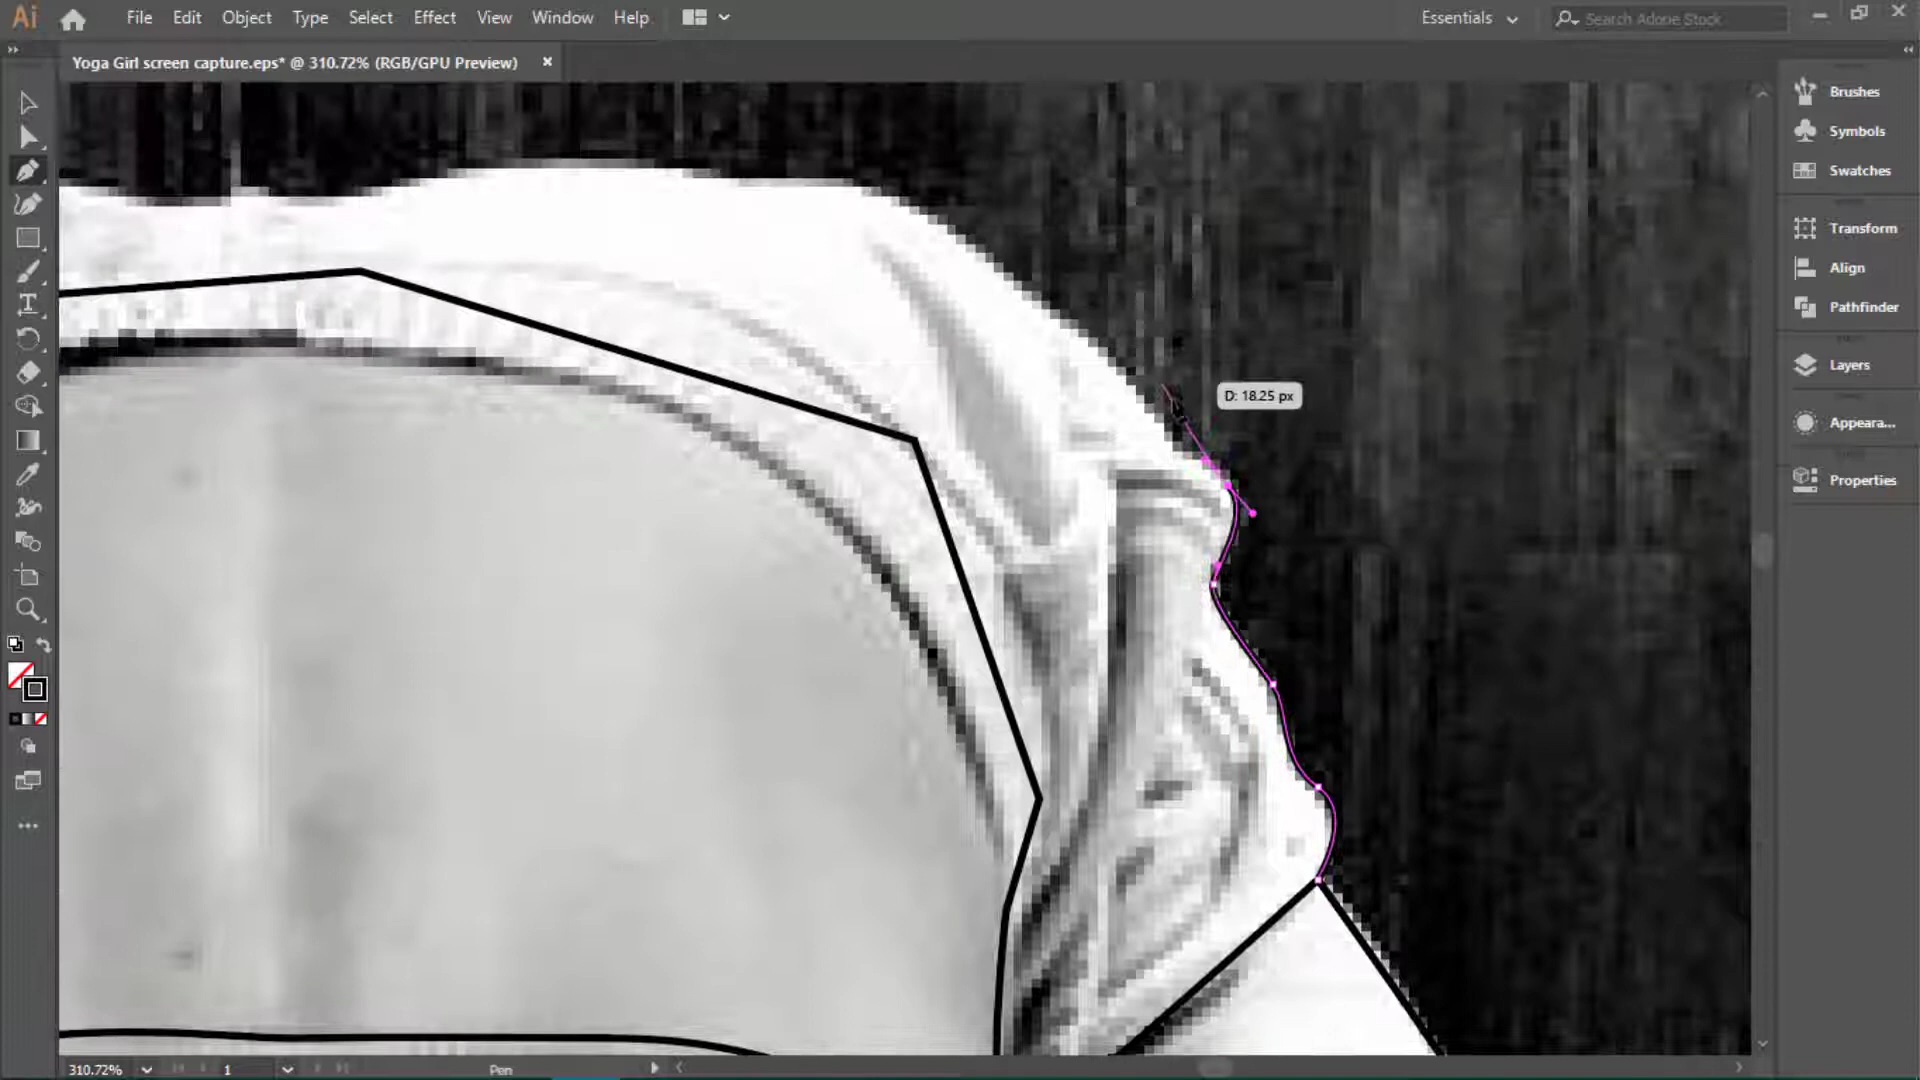 Ai File Edit Object Type Select Effect View Window Help Essentials Search Adobe Stock
Yoga Girl screen capture.eps* @ 310.72% (RGB/GPU Preview) ×
Brushes
Symbols
Swatches
Transform
Align
Pathfinder
Layers
Appeara...
Properties
D: 18.25 px
310.72% 1 Pen